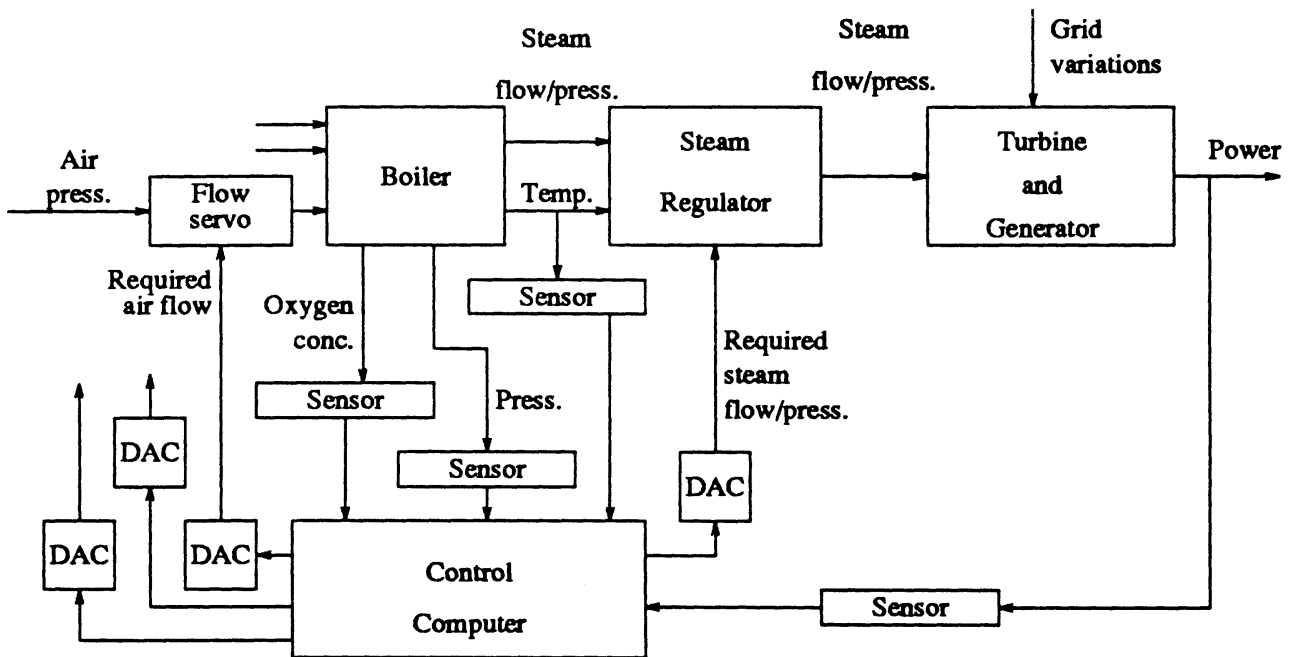 Steam
flow/press.
Steam
flow/press.
Grid
variations
Air
press.
Flow
servo
Boiler
Temp.
Steam
Regulator
Turbine
and
Generator
Power
Required
air flow
Oxygen
conc.
Sensor
Required
steam
flow/press.
Sensor
Press.
DAC
Sensor
DAC
DAC
DAC
Control
Computer
Sensor